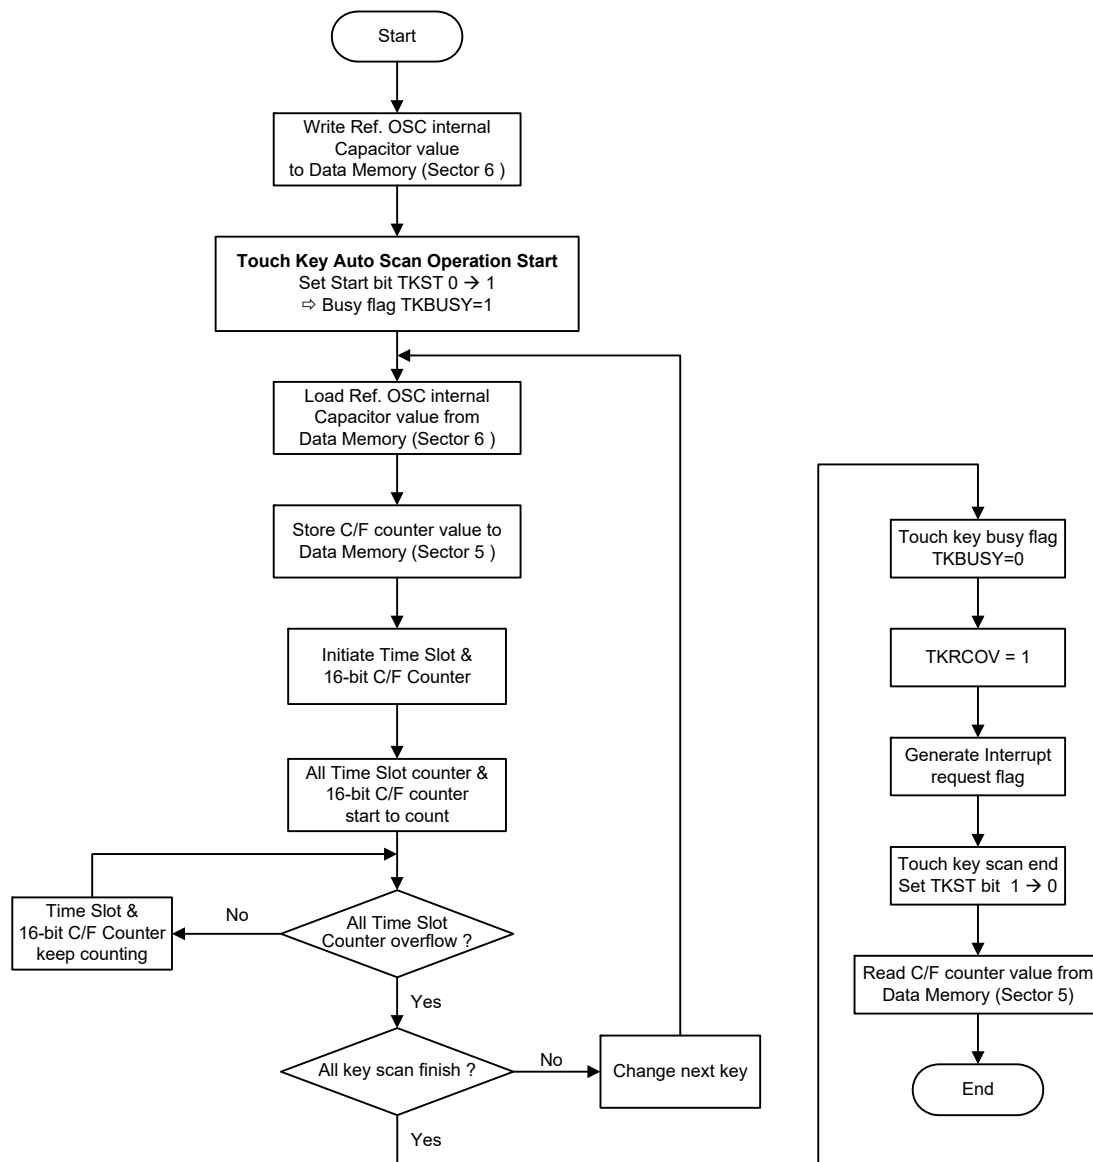 Start
Write Ref. OSC internal
Capacitor value
to Data Memory (Sector 6 )
Touch Key Auto Scan Operation Start
Set Start bit TKST 0 → 1
⇨ Busy flag TKBUSY=1
Load Ref. OSC internal
Capacitor value from
Data Memory (Sector 6 )
Store C/F counter value to
Data Memory (Sector 5 )
Initiate Time Slot &
16-bit C/F Counter
All Time Slot counter &
16-bit C/F counter
start to count
Time Slot &
16-bit C/F Counter
keep counting
No
All Time Slot
Counter overflow ?
Yes
All key scan finish ?
No
Change next key
Yes
Touch key busy flag
TKBUSY=0
TKRCOV = 1
Generate Interrupt
request flag
Touch key scan end
Set TKST bit 1 → 0
Read C/F counter value from
Data Memory (Sector 5)
End